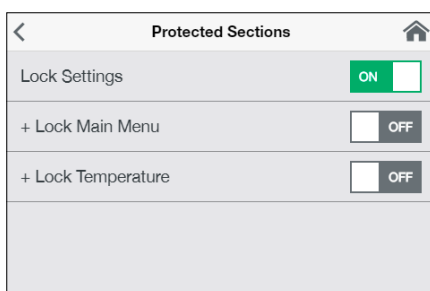 Protected Sections
Lock Settings ON
+ Lock Main Menu OFF
+ Lock Temperature OFF